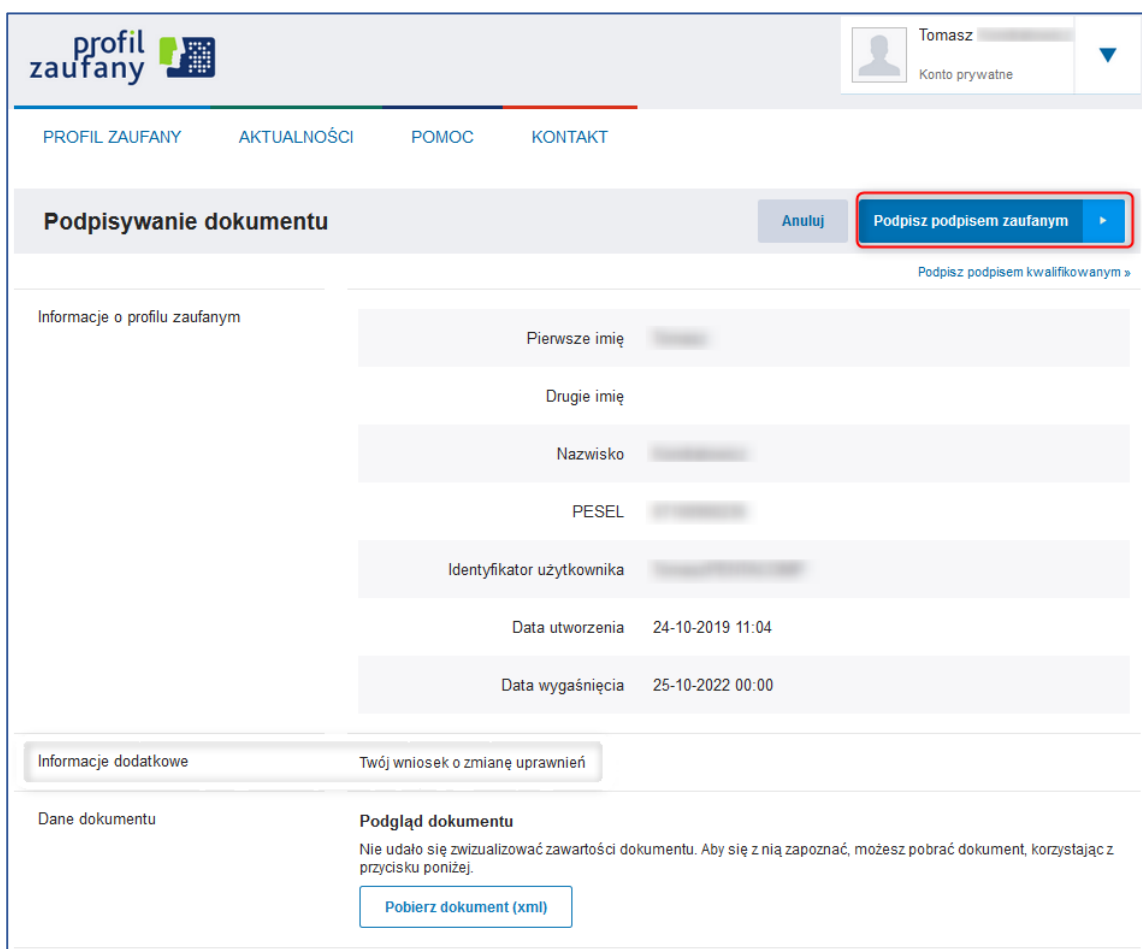 profil
zaufany
Tomasz
Konto prywatne
PROFIL ZAUFANY AKTUALNOŚCI POMOC KONTAKT
Podpisywanie dokumentu
Anuluj
Podpisz podpisem zaufanym
Podpisz podpisem kwalifikowanym »
Informacje o profilu zaufanym
Pierwsze imię
Drugie imię
Nazwisko
PESEL
Identyfikator użytkownika
Data utworzenia 24-10-2019 11:04
Data wygaśnięcia 25-10-2022 00:00
Informacje dodatkowe Twój wniosek o zmianę uprawnień
Dane dokumentu
Podgląd dokumentu
Nie udało się zwizualizować zawartości dokumentu. Aby się z nią zapoznać, możesz pobrać dokument, korzystając z
przycisku poniżej.
Pobierz dokument (xml)